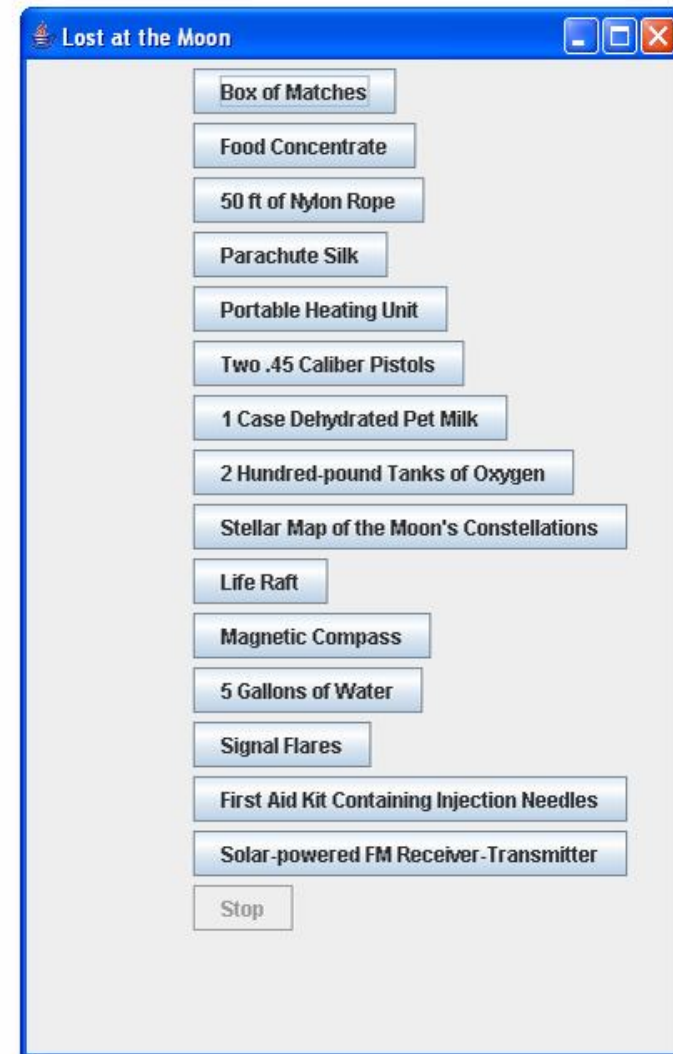 Lost at the Moon
Box of Matches
Food Concentrate
50 ft of Nylon Rope
Parachute Silk
Portable Heating Unit
Two .45 Caliber Pistols
1 Case Dehydrated Pet Milk
2 Hundred-pound Tanks of Oxygen
Stellar Map of the Moon's Constellations
Life Raft
Magnetic Compass
5 Gallons of Water
Signal Flares
First Aid Kit Containing Injection Needles
Solar-powered FM Receiver-Transmitter
Stop